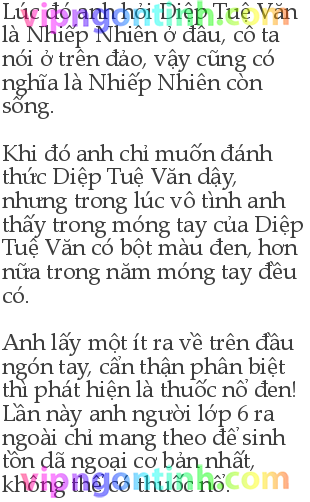 Lúc đó anh hỏi Diệp Tuệ Văn
là Nhiếp Nhiên ở đâu, cô ta
nói ở trên đảo, vậy cũng có
nghĩa là Nhiếp Nhiên còn
sống.
Khi đó anh chỉ muốn đánh
thức Diệp Tuệ Văn dậy,
nhưng trong lúc vô tình anh
thấy trong móng tay của Diệp
Tuệ Văn có bột màu đen, hơn
nữa trong năm móng tay đều
có.
Anh lấy một ít ra về trên đầu
ngón tay, cẩn thận phân biệt
thì phát hiện là thuốc nổ đen!
Lần này anh người lớp 6 ra
ngoài chỉ mang theo để sinh
tồn dã ngoại cơ bản nhất,
không thể có thuốc nổ.
vipngontinh.com
vipngontinh.com